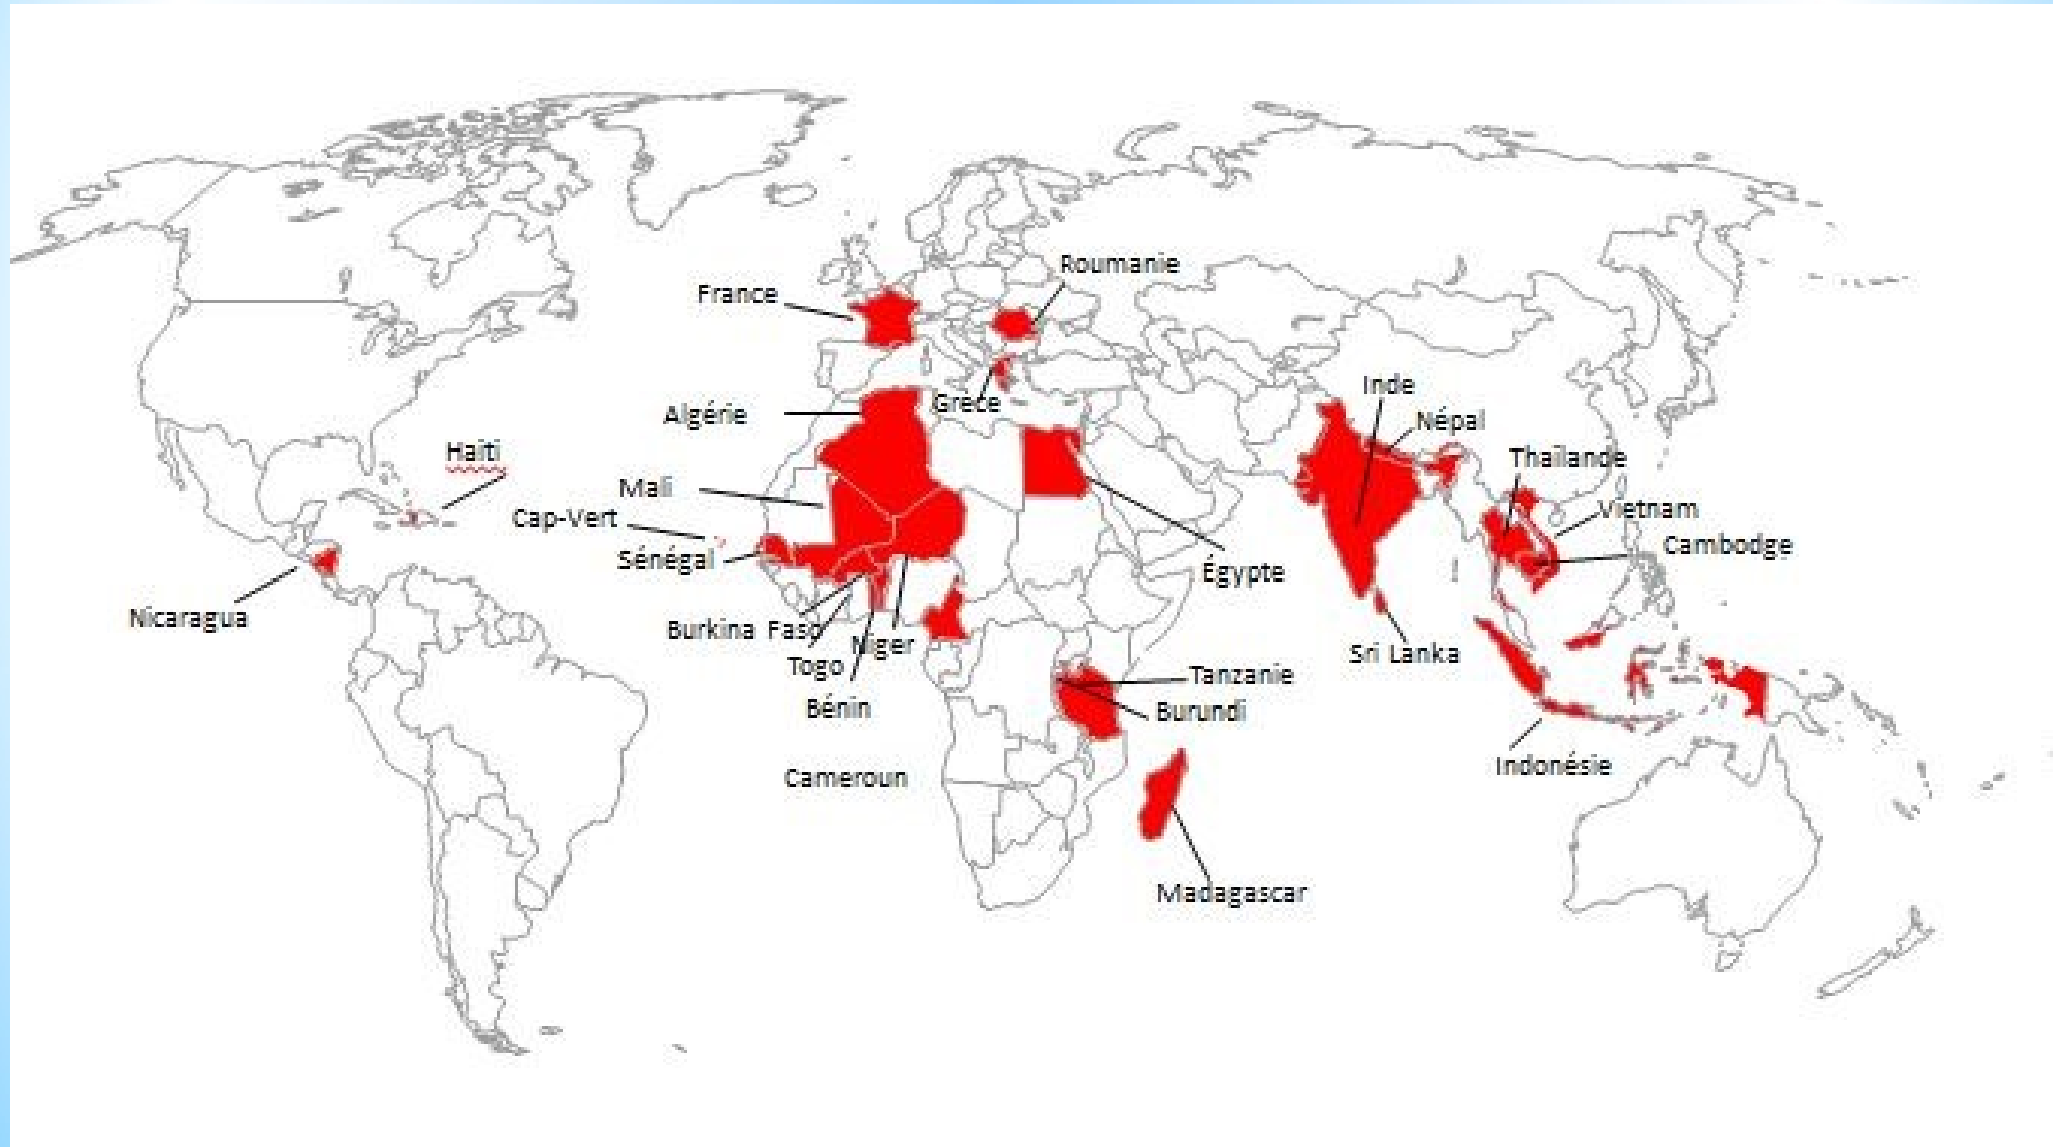 Roumanie
France
Inde
Grèce
Algérie
Népal
Haïti
Thaïlande
Mali
Vietnam
Cap-Vert
Cambodge
Sénégal
Égypte
Nicaragua
Burkina Faso
Niger
Sri Lanka
Togo
Tanzanie
Bénin
Burundi
Indonésie
Cameroun
Madagascar